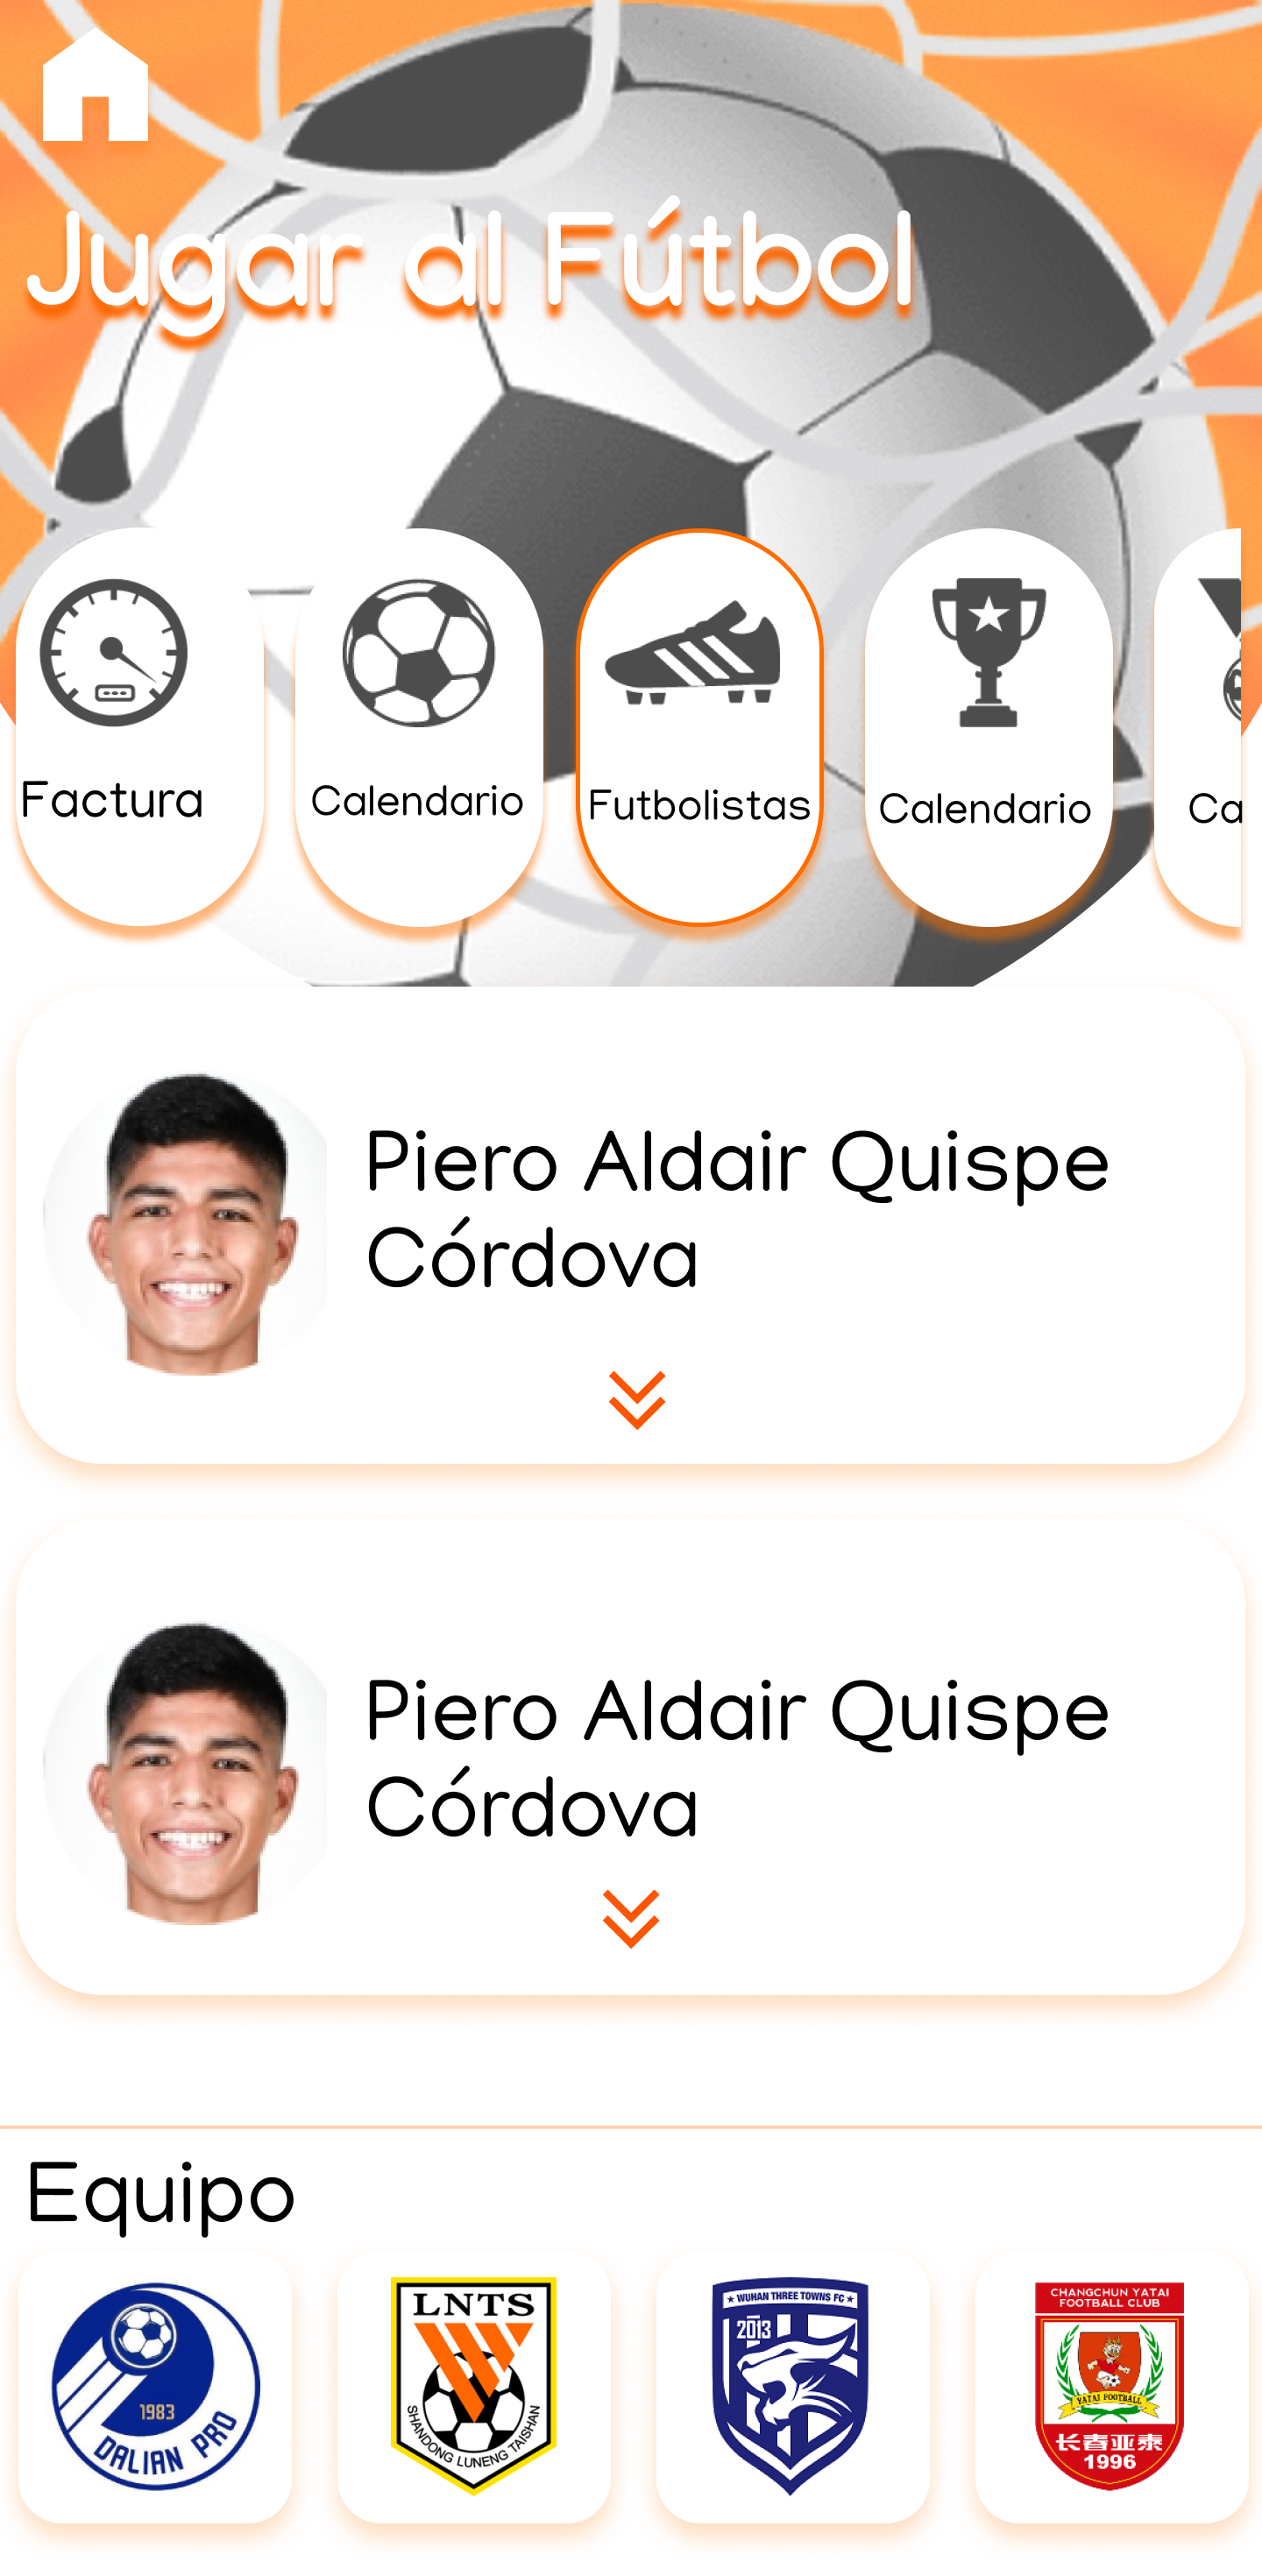 Jugar al Fútbol
Factura
Calendario
Futbolistas
Calendario
Ca
Piero Aldair Quispe
Córdova
Piero Aldair Quispe
Córdova
Equipo
1983
DALIAN PRO
LNTS
SHANDONG LUNENG TAISHAN
WUHAN THREE TOWNS FC
2013
CHANGCHUN YATAI
FOOTBALL CLUB
YATAI FOOTBALL
长春亚泰
1996